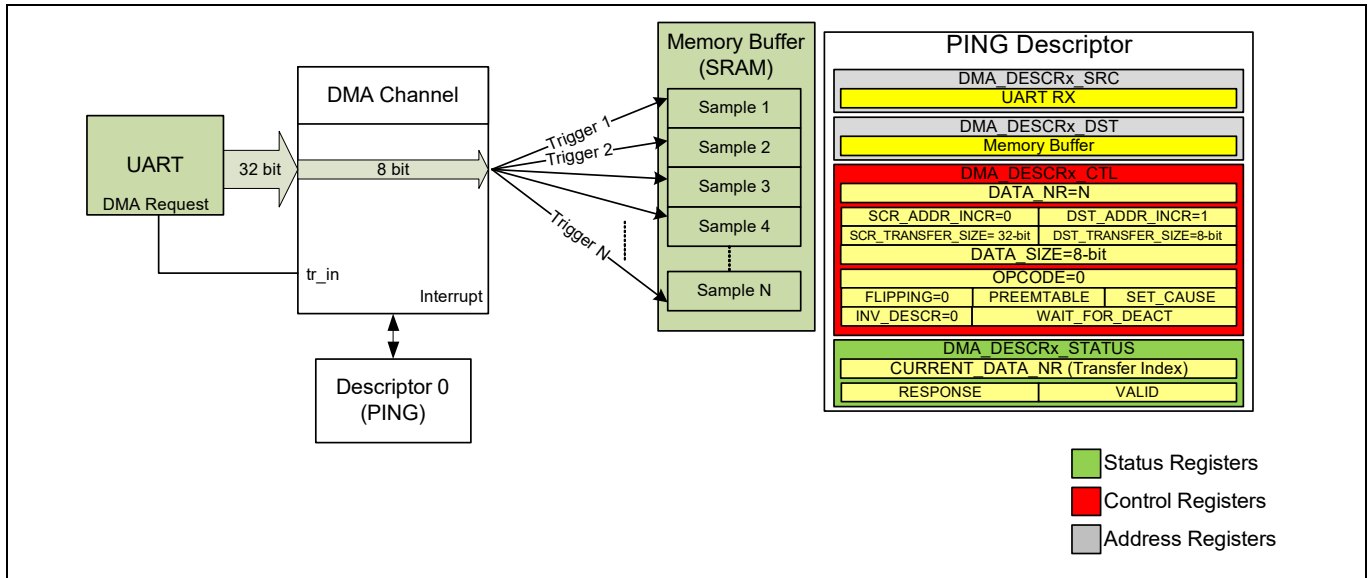 UART
DMA Request
32 bit
DMA Channel
8 bit
tr_in
Interrupt
Descriptor 0
(PING)
Trigger 1
Trigger 2
Trigger N
Memory Buffer
(SRAM)
Sample 1
Sample 2
Sample 3
Sample 4
Sample N
PING Descriptor
DMA_DESCRx_SRC
UART RX
DMA_DESCRx_DST
Memory Buffer
DMA_DESCRx_CTL
DATA_NR=N
SCR_ADDR_INCR=0 DST_ADDR_INCR=1
SCR_TRANSFER_SIZE= 32-bit DST_TRANSFER_SIZE=8-bit
DATA_SIZE=8-bit
OPCODE=0
FLIPPING=0 PREEMTABLE SET_CAUSE
INV_DESCR=0 WAIT_FOR_DEACT
DMA_DESCRx_STATUS
CURRENT_DATA_NR (Transfer Index)
RESPONSE VALID
Status Registers
Control Registers
Address Registers